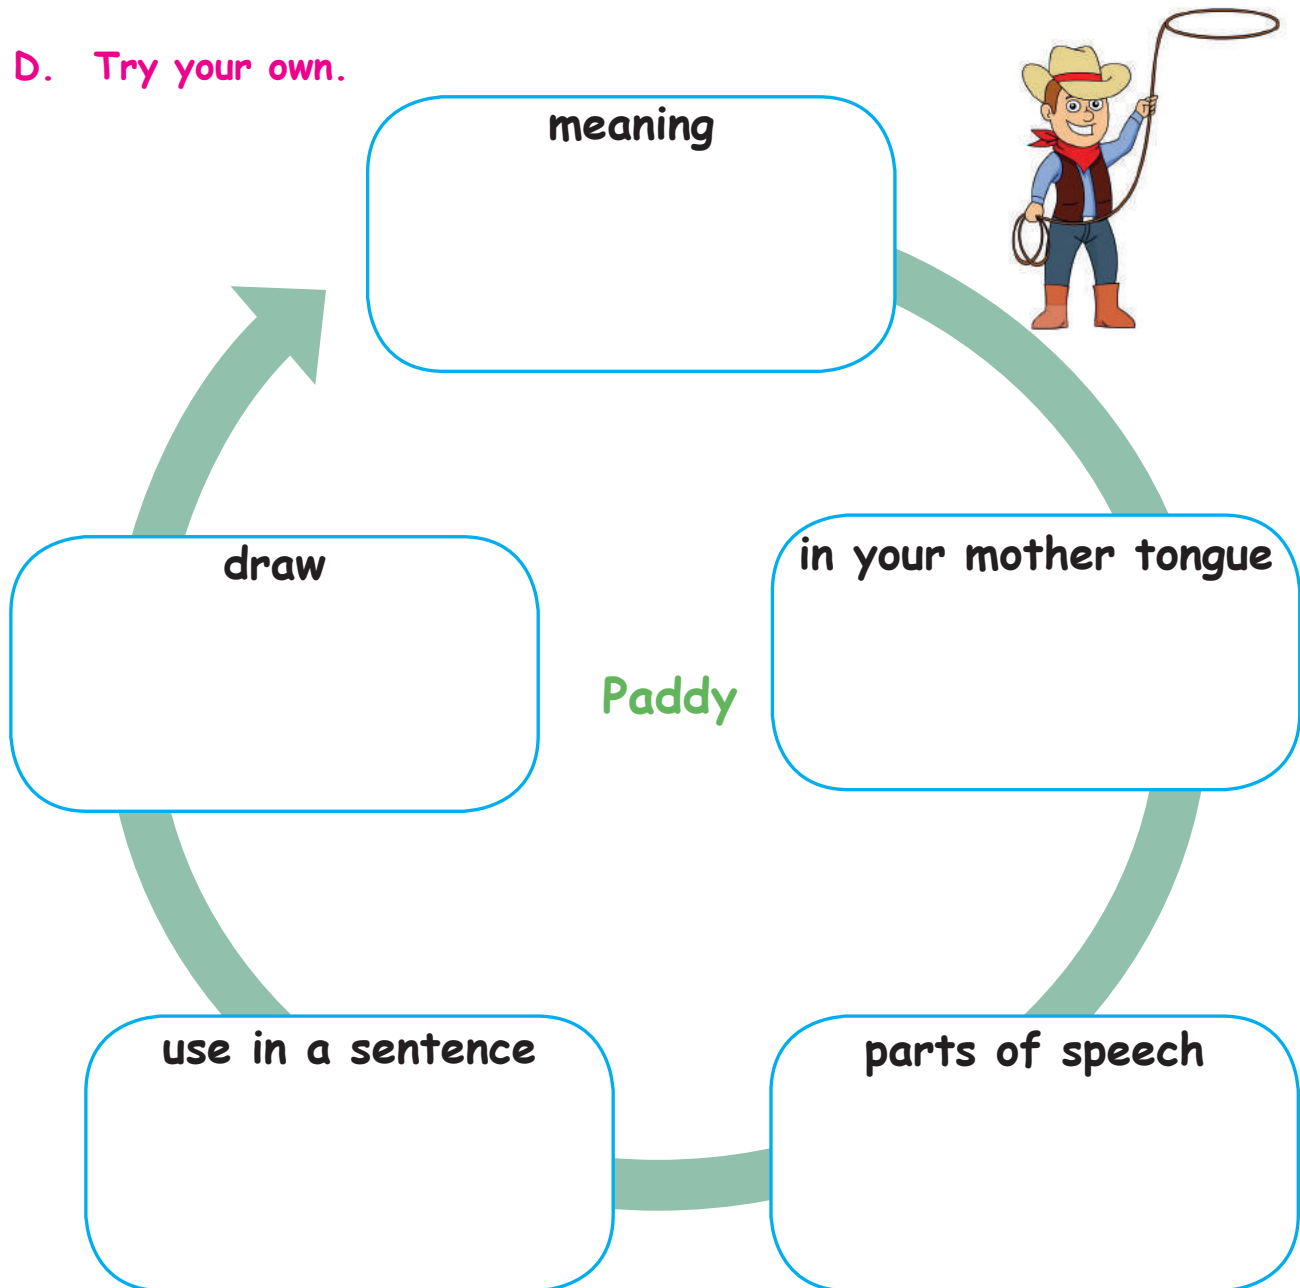 D. Try your own.
meaning
in your mother tongue
draw
Paddy
use in a sentence
parts of speech